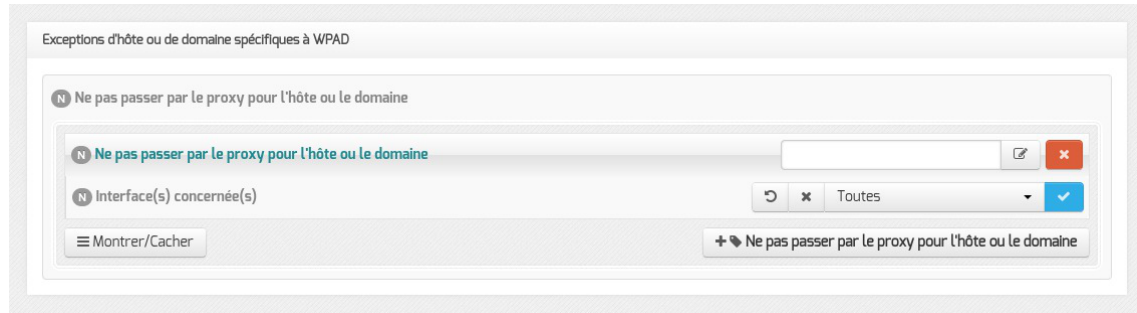 Exceptions d'hôte ou de domaine spécifiques à WPAD
N Ne pas passer par le proxy pour l'hôte ou le domaine
N Ne pas passer par le proxy pour l'hôte ou le domaine
N Interface(s) concernée(s) Toutes
Montrer/Cacher Ne pas passer par le proxy pour l'hôte ou le domaine